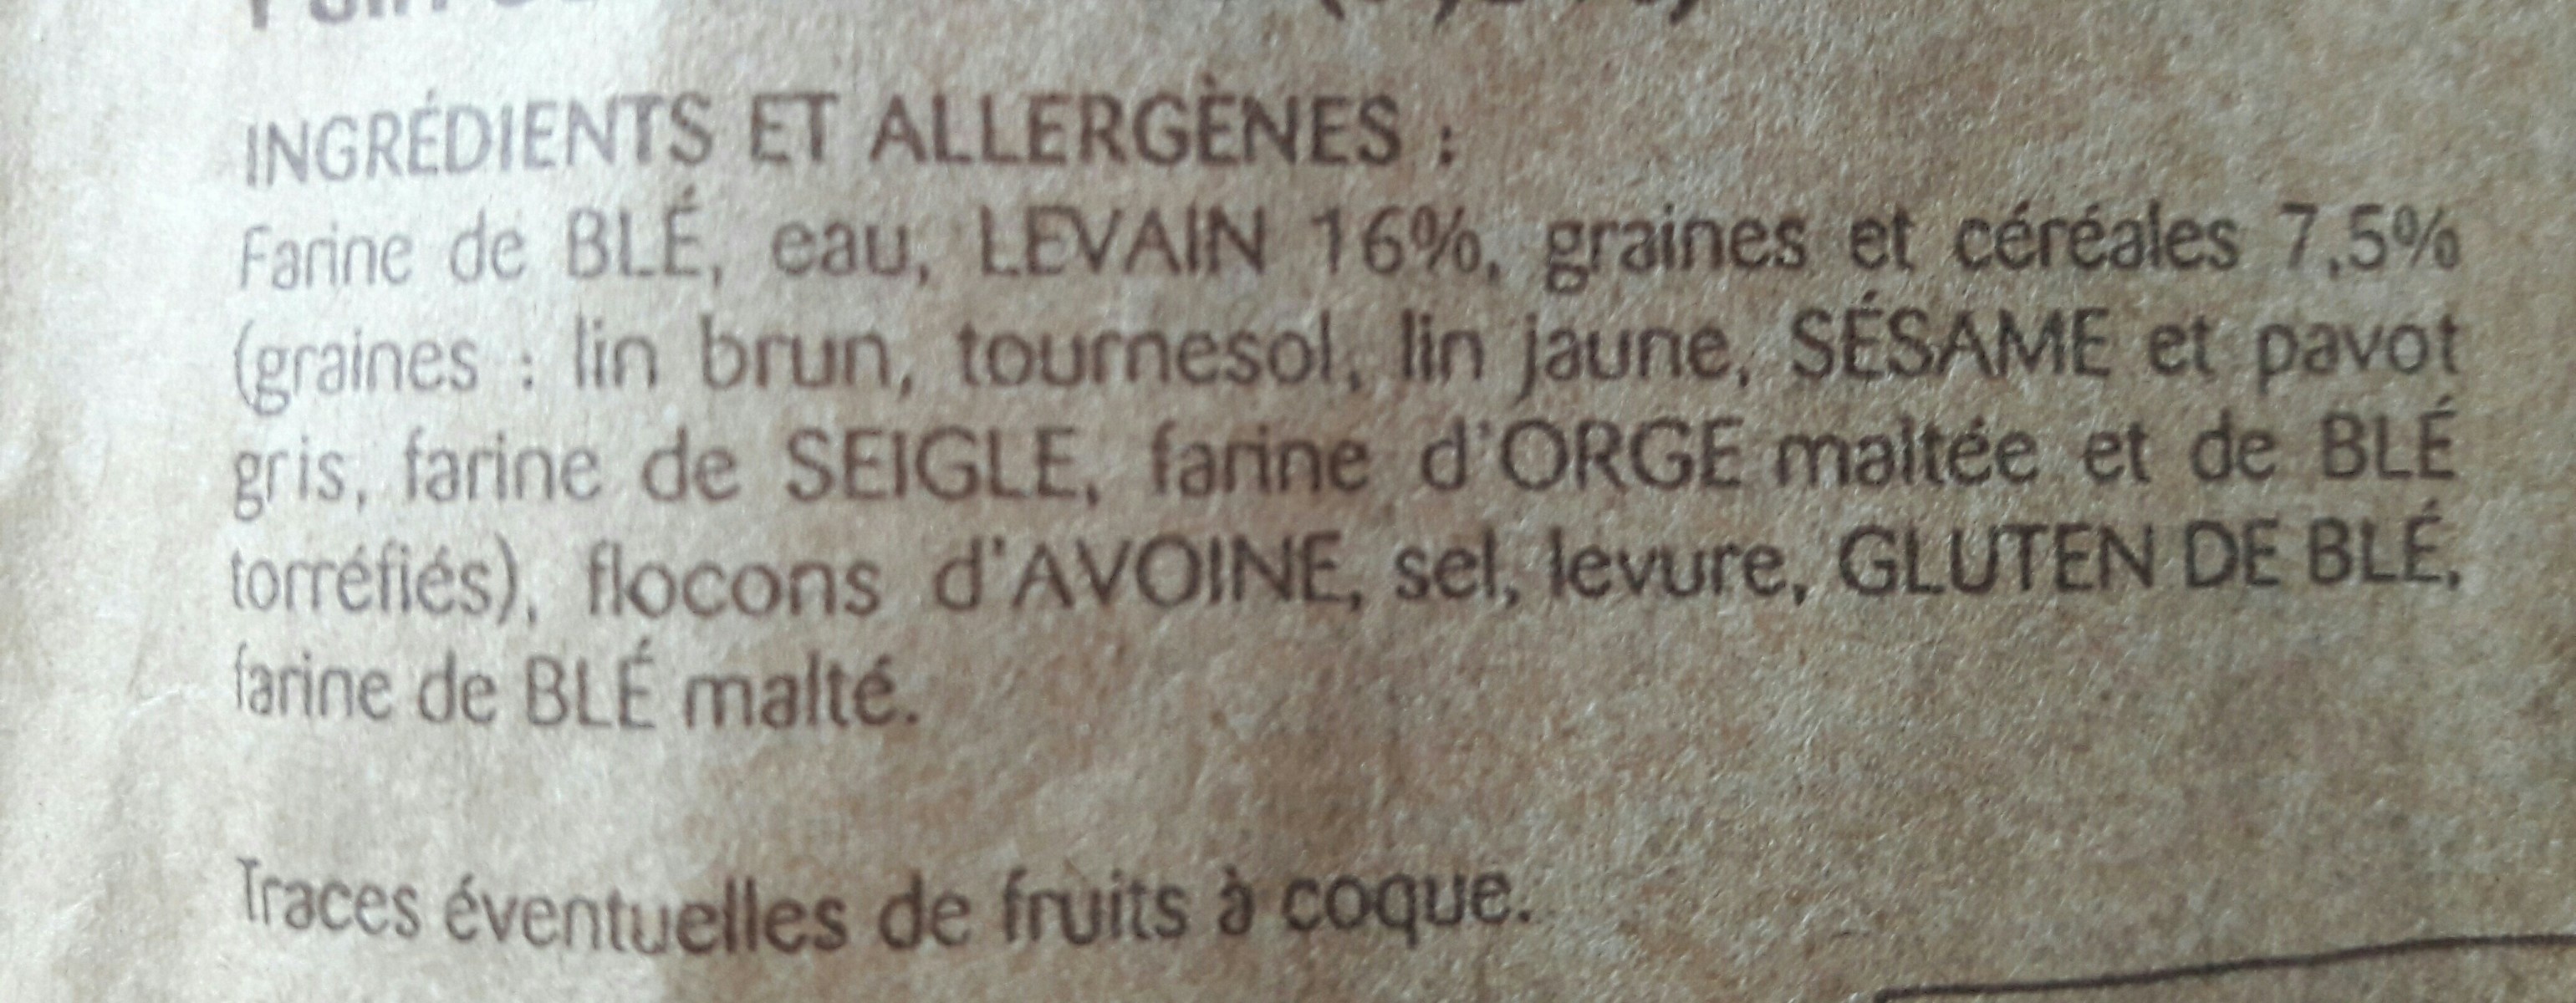 INGRÉDIENTS ET ALLERGÈNES :
Farine de BLÉ, eau, LEVAIN 16%, graines et céréales 7,5%
(graines : lin brun, tournesol, lin jaune, SÉSAME et pavot
gris, farine de SEIGLE, farine d'ORGE maltée et de BLÉ
torréfiés), flocons d'AVOINE, sel, levure, GLUTEN DE BLÉ,
farine de BLÉ malté.
Traces éventuelles de fruits à coque.